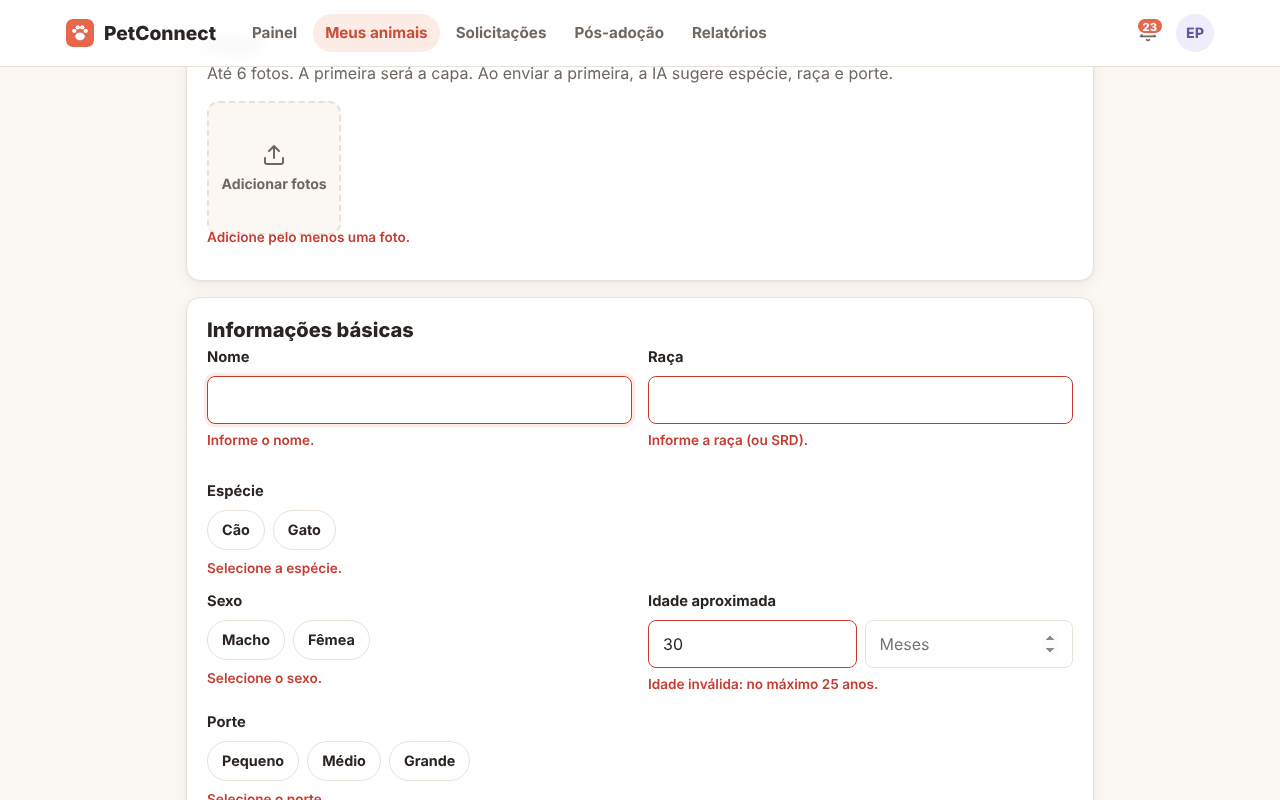 PetConnect
Painel
Meus animais
Solicitações
Pós-adoção
Relatórios
23
EP
Até 6 fotos. A primeira será a capa. Ao enviar a primeira, a IA sugere espécie, raça e porte.
Adicionar fotos
Adicione pelo menos uma foto.
Informações básicas
Nome
Raça
Informe o nome.
Informe a raça (ou SRD).
Espécie
Cão
Gato
Selecione a espécie.
Sexo
Idade aproximada
Macho
Fêmea
30
Meses
Selecione o sexo.
Idade inválida: no máximo 25 anos.
Porte
Pequeno
Médio
Grande
Selecione o porte.